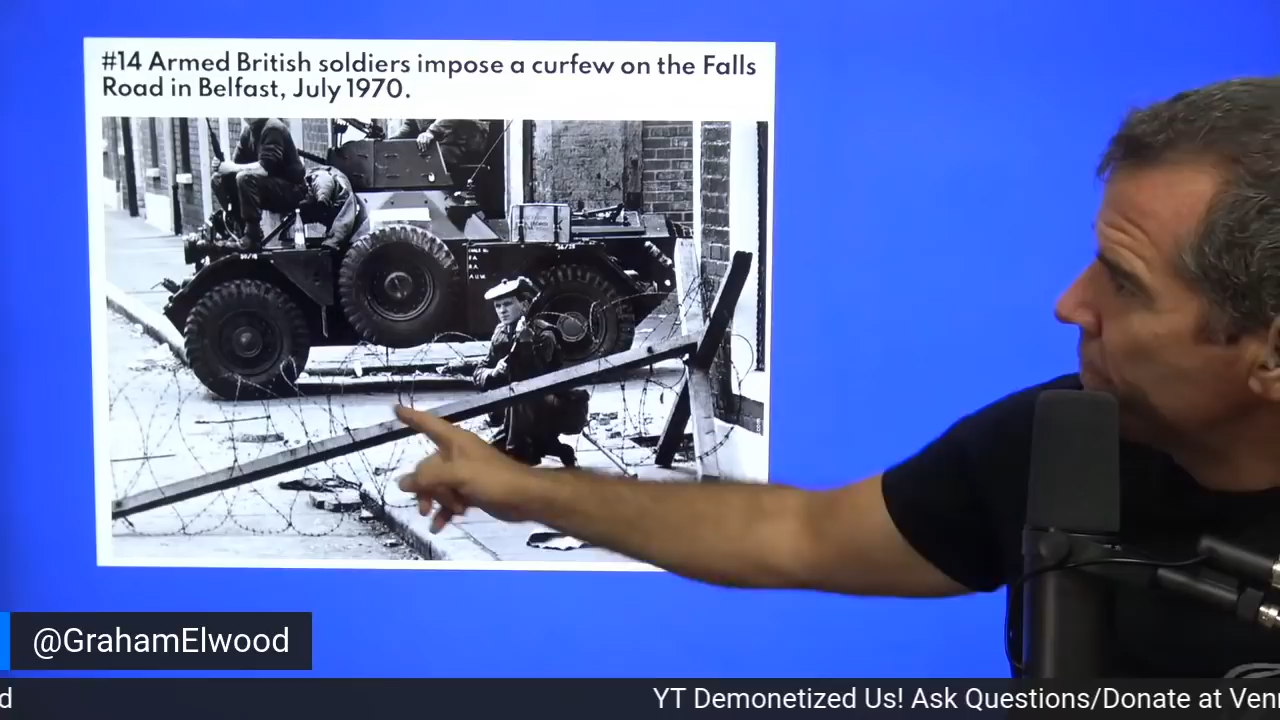 #14 Armed British soldiers impose a curfew on the Falls
Road in Belfast, July 1970.
@GrahamElwood
d
YT Demonetized Us! Ask Questions/Donate at Ven